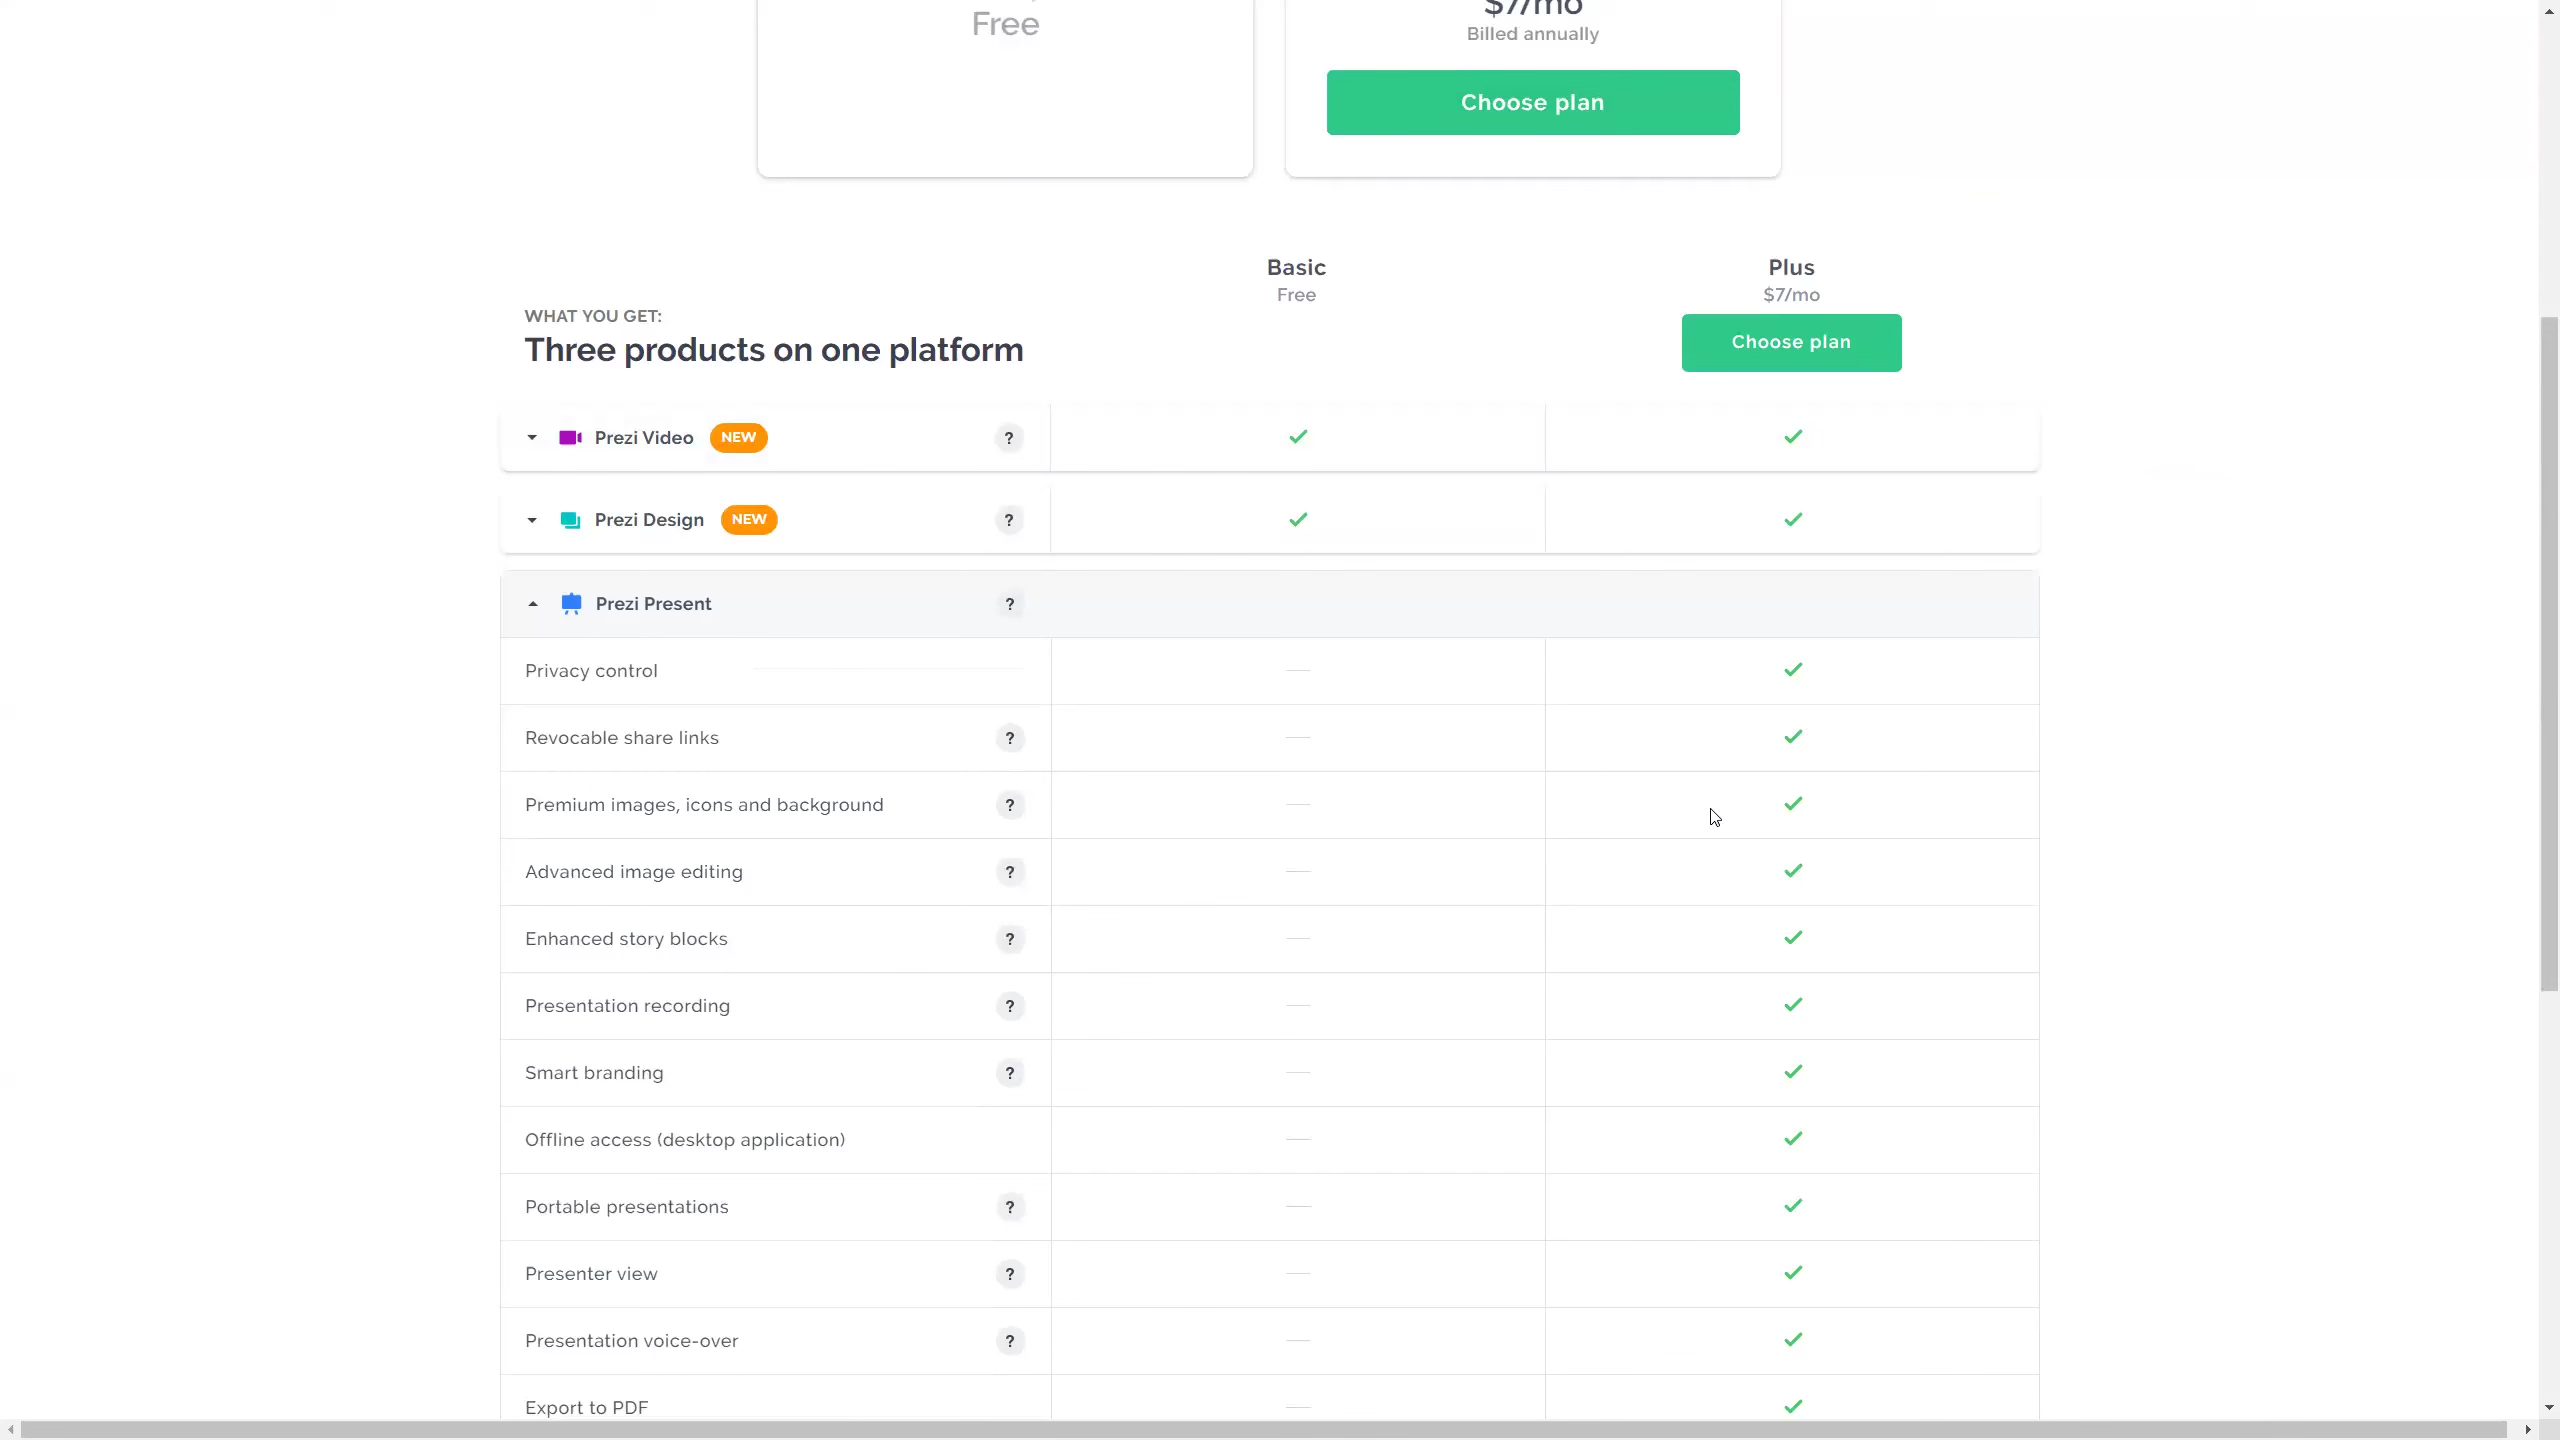 Free
$7/mo
Billed annually
Choose plan
Basic
Free
Plus
$7/mo
Choose plan
WHAT YOU GET:
Three products on one platform
Prezi Video NEW ?
Prezi Design NEW ?
Prezi Present ?
Privacy control
Revocable share links ?
Premium images, icons and background ?
Advanced image editing ?
Enhanced story blocks ?
Presentation recording ?
Smart branding ?
Offline access (desktop application)
Portable presentations ?
Presenter view ?
Presentation voice-over ?
Export to PDF